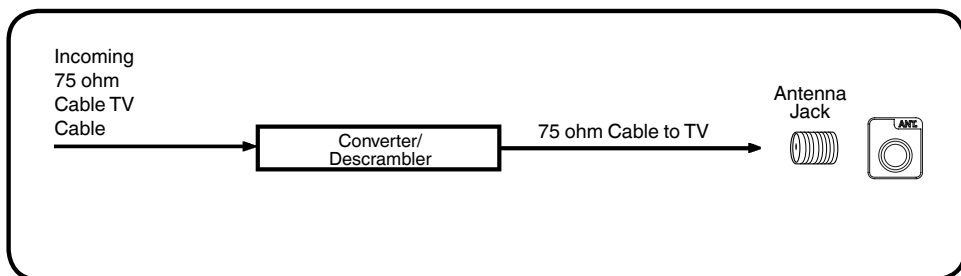 Incoming
75 ohm
Cable TV
Cable
Converter/
Descrambler
75 ohm Cable to TV
Antenna
Jack
ANT.